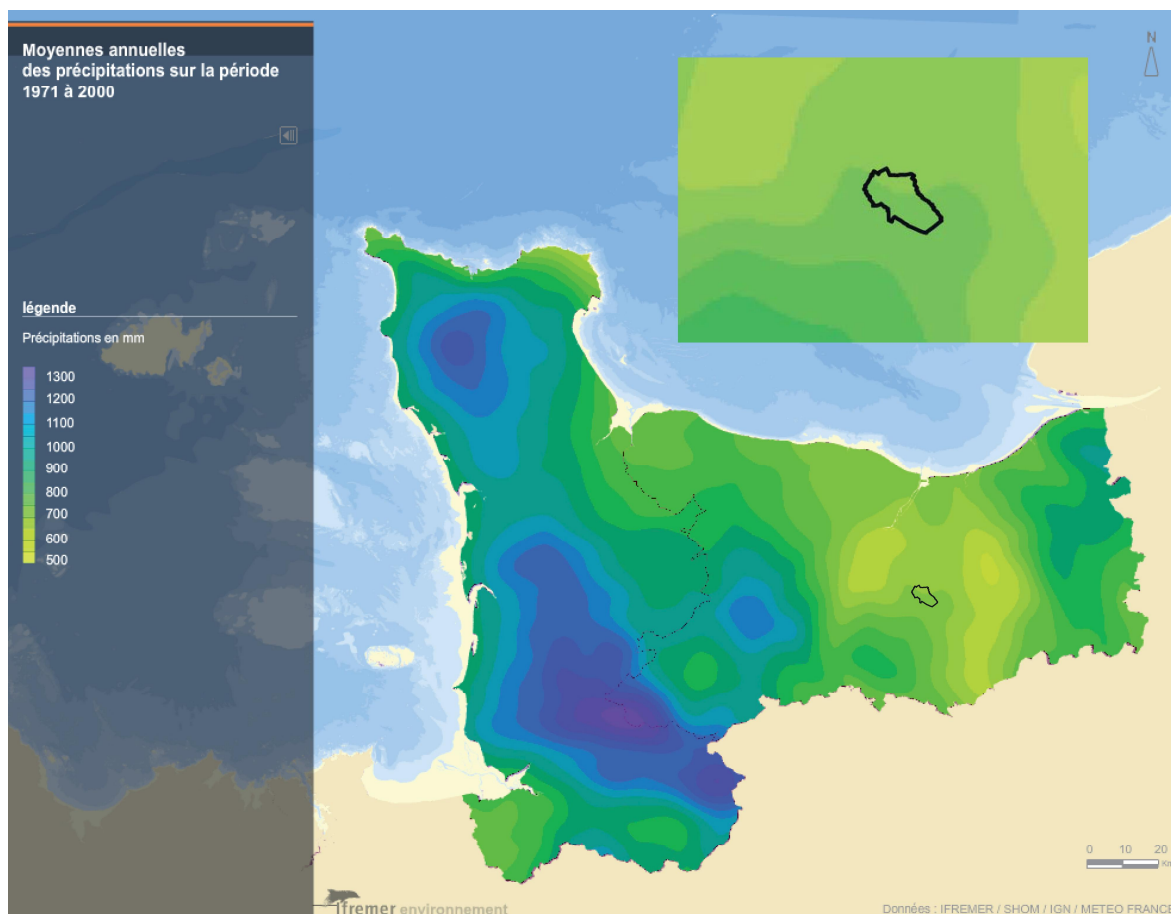 Moyennes annuelles
des précipitations sur la période
1971 à 2000
N
légende
Précipitations en mm
1300
1200
1100
1000
900
800
700
600
500
0 10 20
Km
ifremer environnement
Données : IFREMER / SHOM / IGN / METEO FRANCE